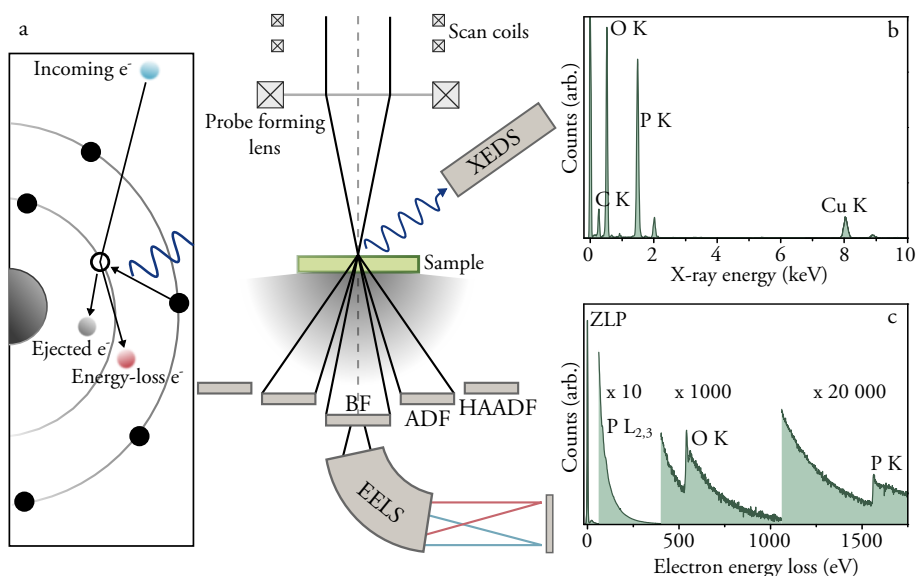 a
Incoming e⁻
Ejected e⁻
Energy-loss e⁻
Scan coils
Probe forming
lens
XEDS
Sample
BF
ADF
HAADF
EELS
b
Counts (arb.)
O K
P K
C K
Cu K
0
2
4
6
8
10
X-ray energy (keV)
c
Counts (arb.)
ZLP
x 10
x 1000
x 20 000
P L₂,₃
O K
P K
0
500
1000
1500
Electron energy loss (eV)